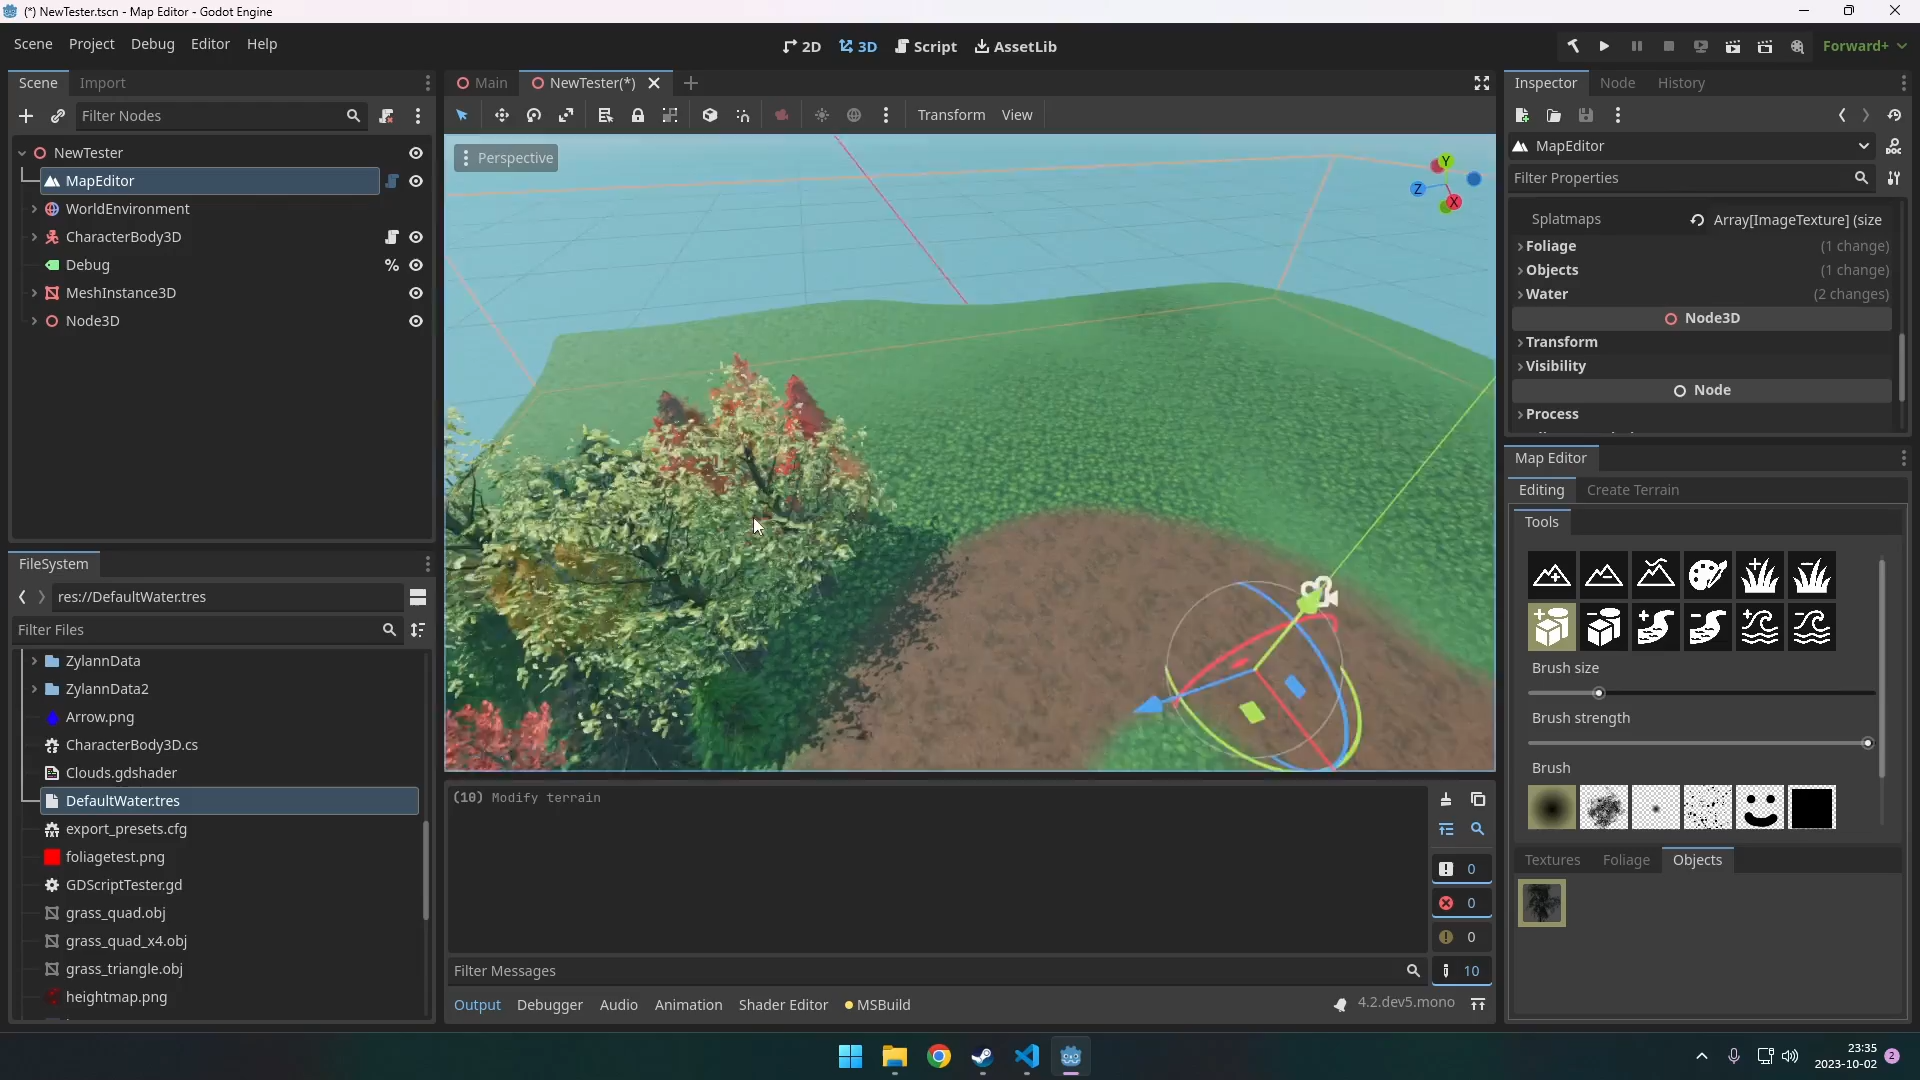 (*) NewTester.tscn - Map Editor - Godot Engine
Scene Project Debug Editor Help
2D 3D Script AssetLib
Forward+
Scene Import
Main NewTester(*)
Inspector Node History
Filter Nodes
Transform View
MapEditor
Filter Properties
NewTester
MapEditor
WorldEnvironment
CharacterBody3D
Debug
MeshInstance3D
Node3D
Perspective
Y
Z
X
Splatmaps Array[ImageTexture] (size
Foliage (1 change)
Objects (1 change)
Water (2 changes)
Node3D
Transform
Visibility
Node
Process
Map Editor
Editing Create Terrain
Tools
Brush size
Brush strength
Brush
Textures Foliage Objects
FileSystem
res://DefaultWater.tres
Filter Files
ZylannData
ZylannData2
Arrow.png
CharacterBody3D.cs
Clouds.gdshader
DefaultWater.tres
export_presets.cfg
foliagetest.png
GDScriptTester.gd
grass_quad.obj
grass_quad_x4.obj
grass_triangle.obj
heightmap.png
(10) Modify terrain
0
0
0
10
Filter Messages
Output Debugger Audio Animation Shader Editor MSBuild
4.2.dev5.mono
23:35
2023-10-02
2